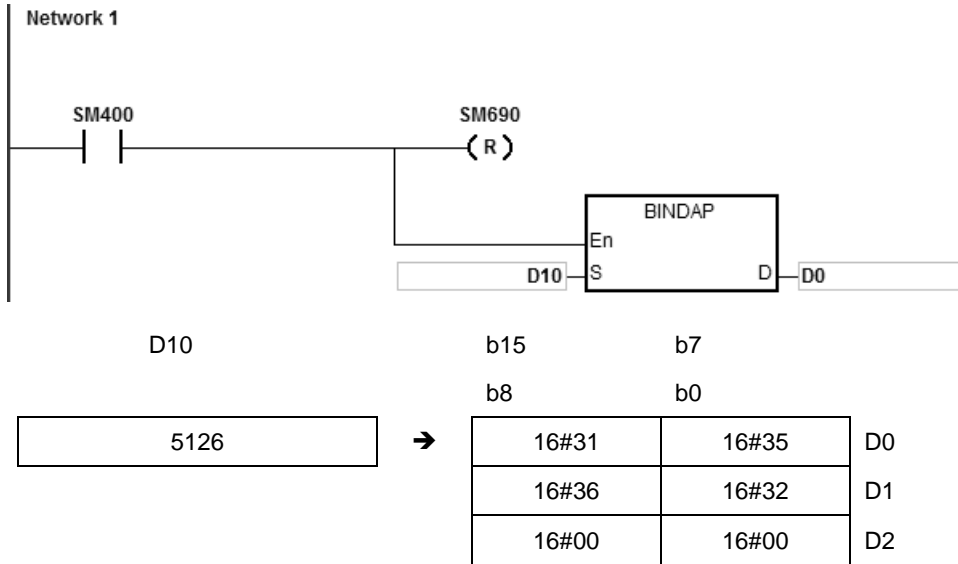 Network 1
SM400 SM690
( R )
BINDAP
En
D10 S D D0
D10 b15 b7
b8 b0
5126 ➔ 16#31 16#35 D0
16#36 16#32 D1
16#00 16#00 D2